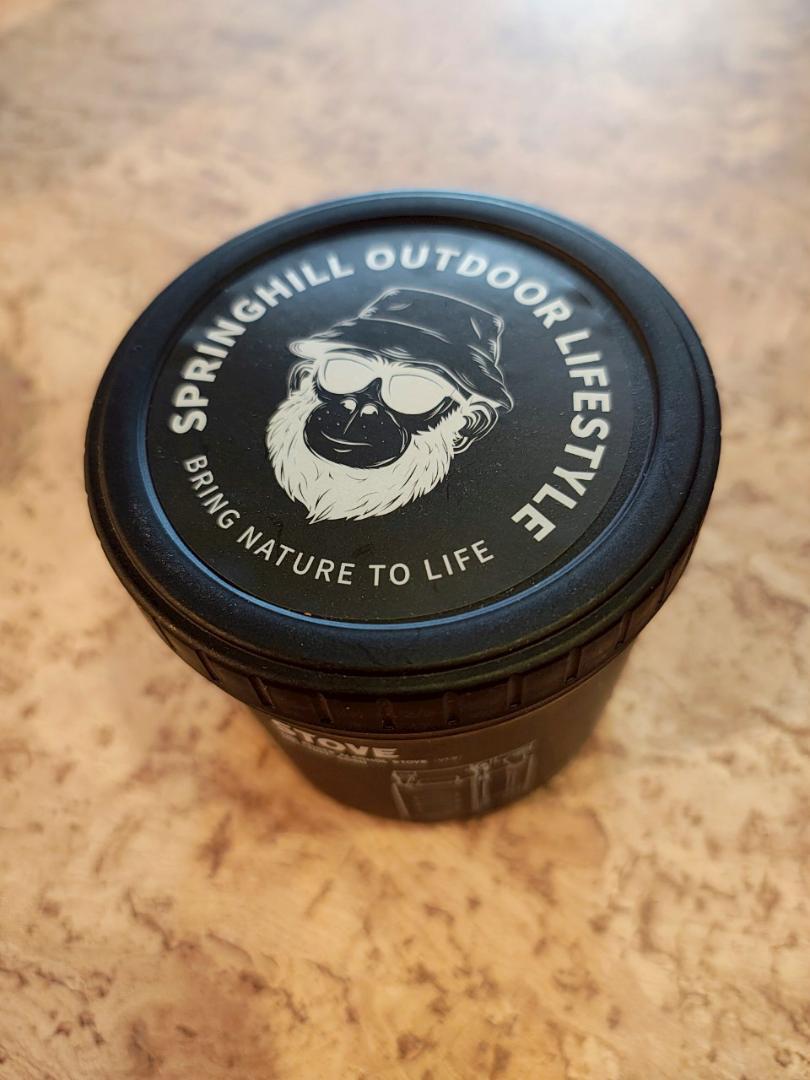 SPRINGHILL OUTDOOR LIFESTYLE
BRING NATURE TO LIFE
STOVE